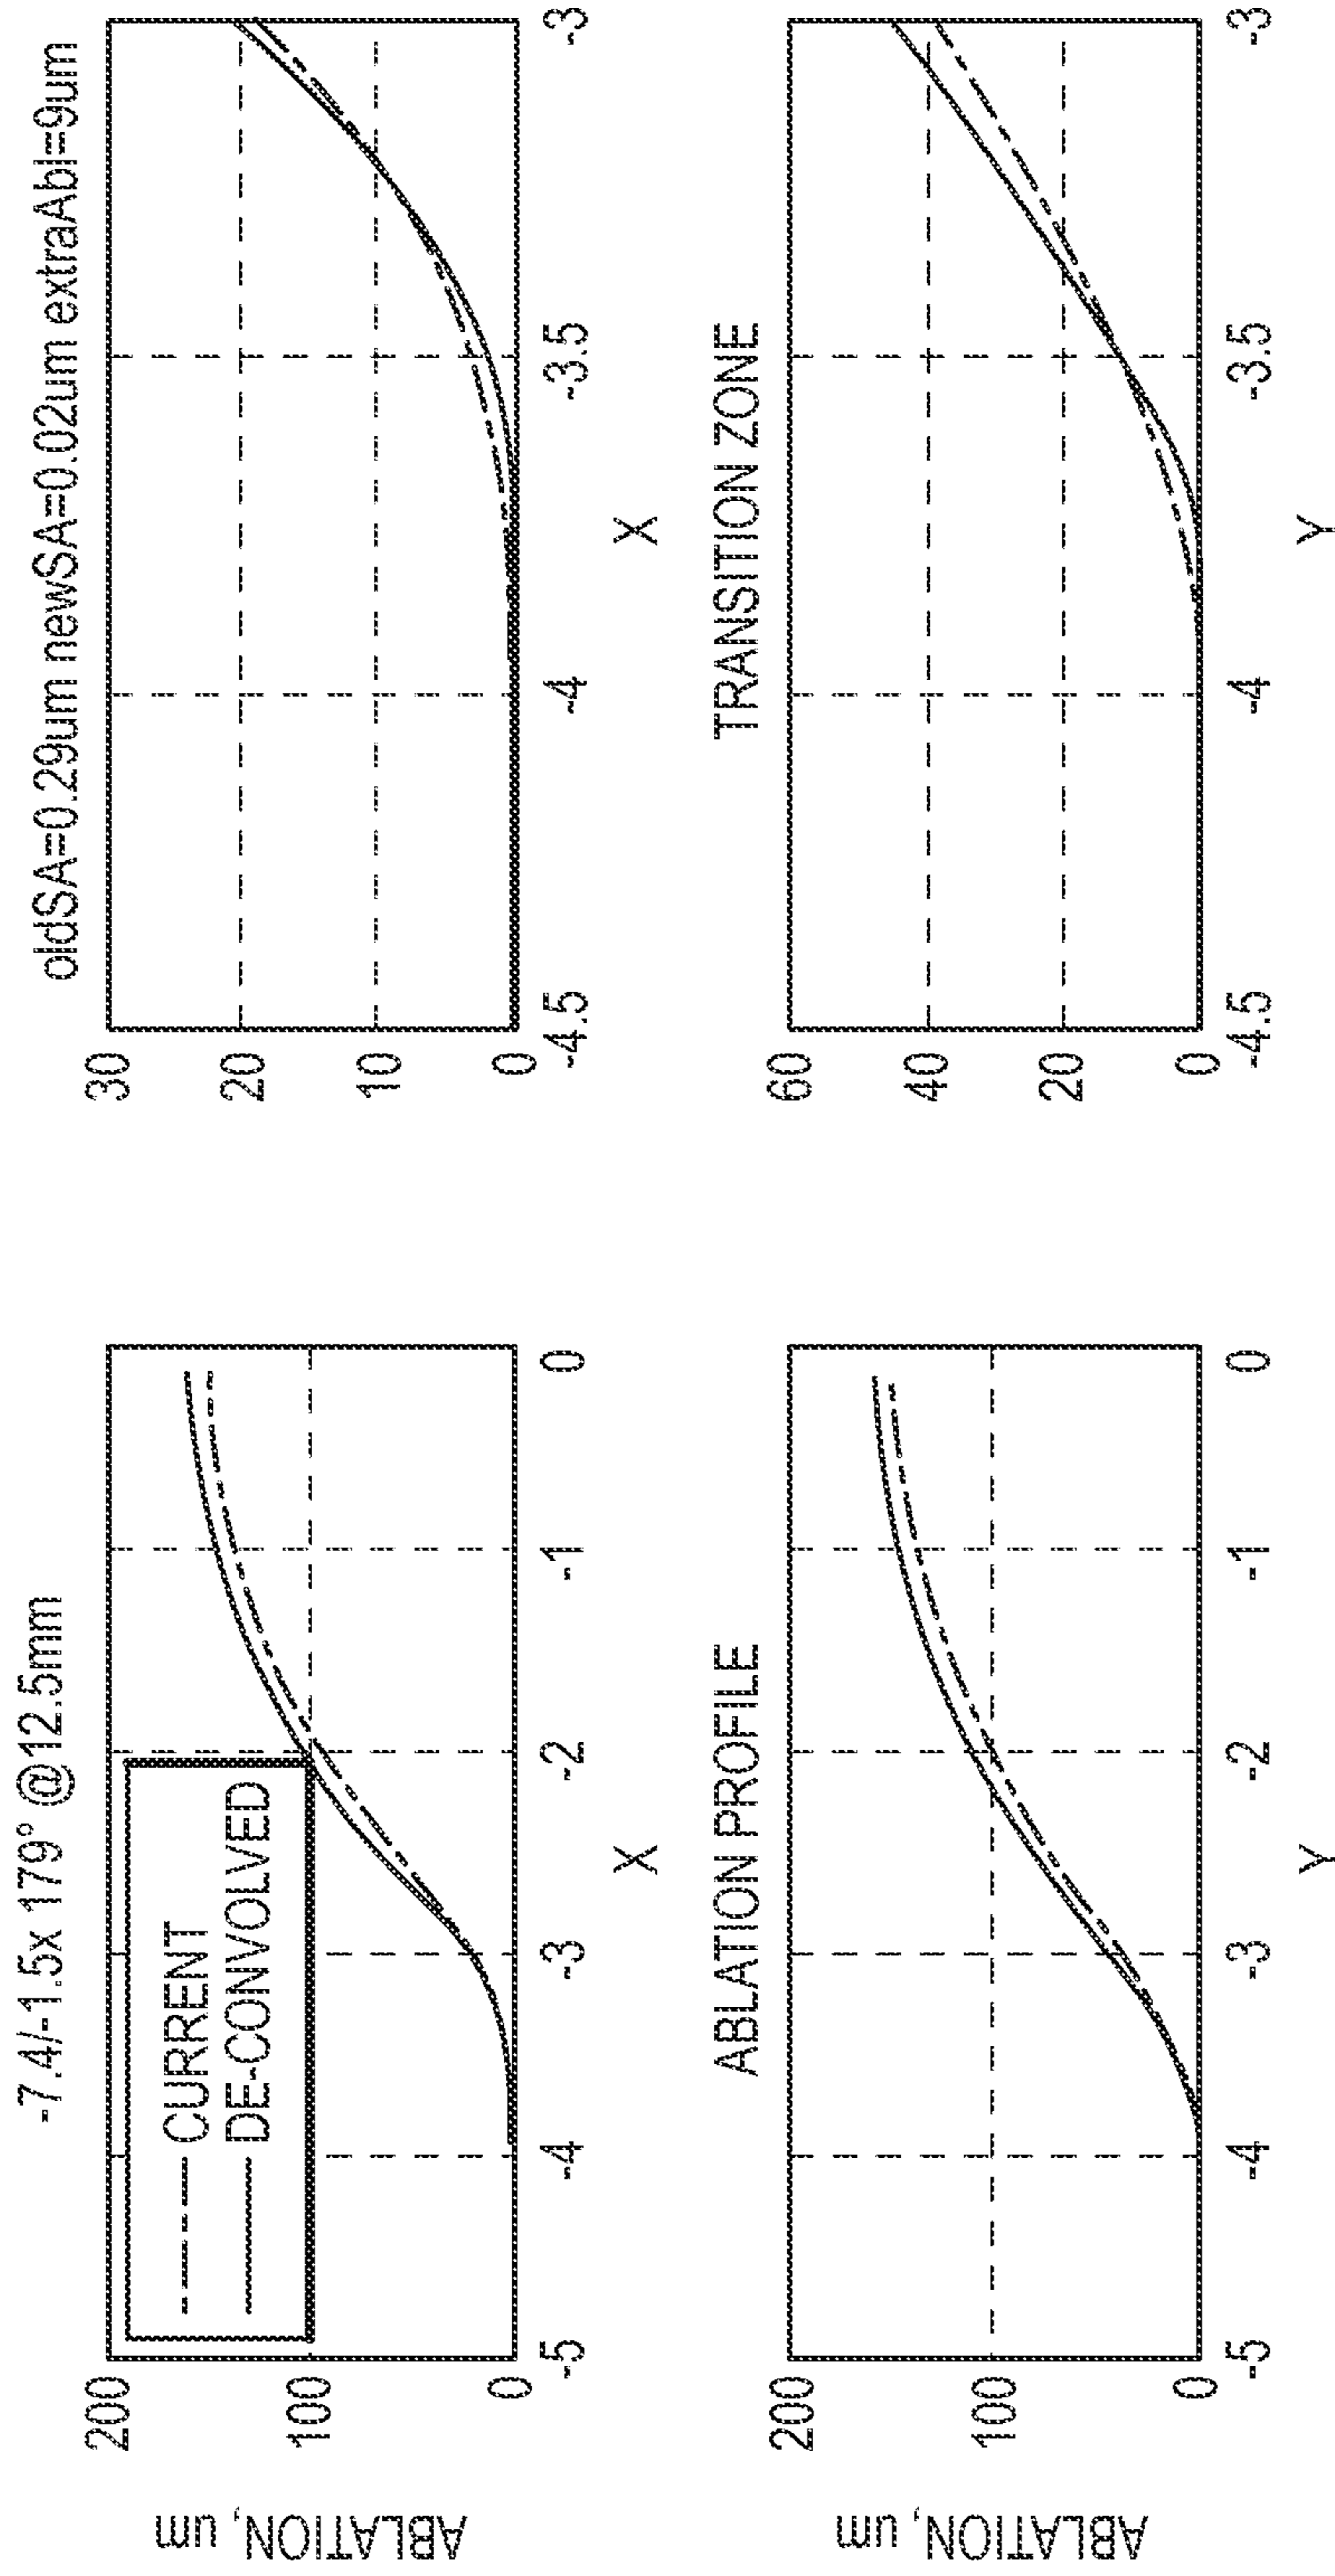 -7.4/-1.5x 179° @12.5mm
200
100
0
ABLATION, um
CURRENT
DE-CONVOLVED
-5
-4
-3
-2
-1
0
X
oldSA=0.29um newSA=0.02um extraAbl=9um
30
20
10
0
-4.5
-4
-3.5
-3
X
ABLATION PROFILE
200
100
0
ABLATION, um
-5
-4
-3
-2
-1
0
Y
TRANSITION ZONE
60
40
20
0
-4.5
-4
-3.5
-3
Y